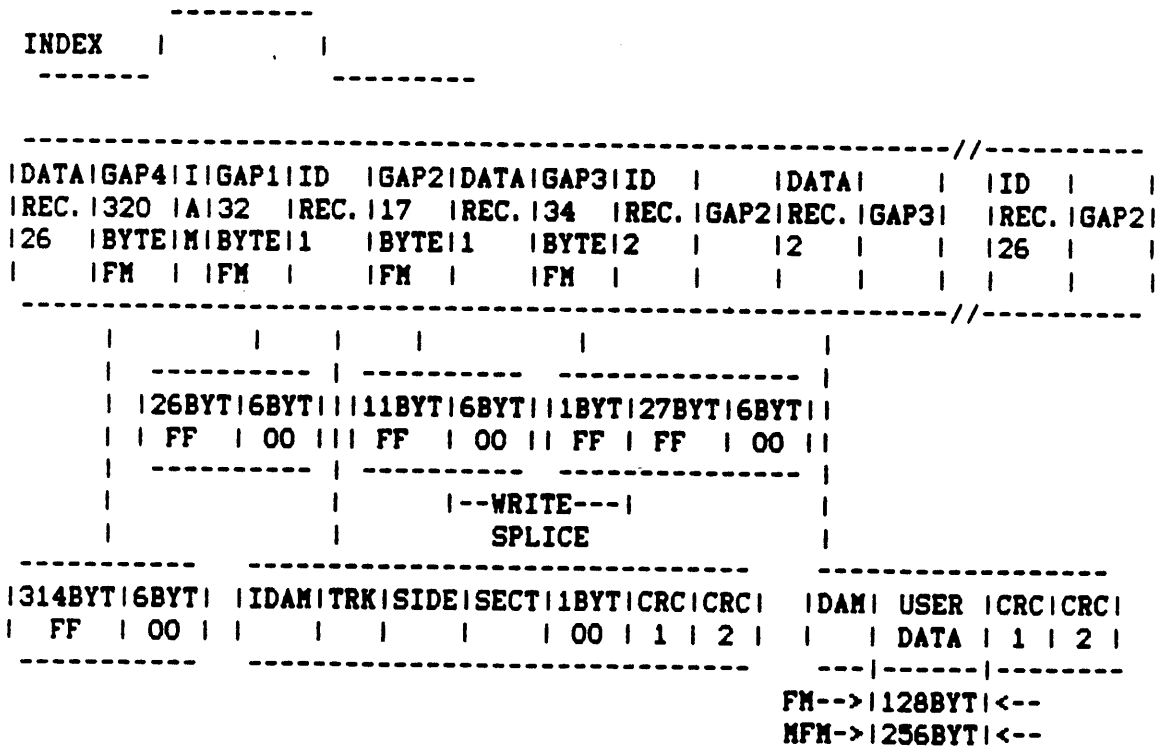 INDEX
|DATA|GAP4|I|GAP1|ID |GAP2|DATA|GAP3|ID | |DATA| | |ID | |
|REC.|320 |A|32 |REC.|17 |REC.|34 |REC.|GAP2|REC.|GAP3| |REC.|GAP2|
|26 |BYTE|M|BYTE|1 |BYTE|1 |BYTE|2 | |2 | | |26 | |
| |FM | |FM | |FM | |FM | | | | | | | |
|26BYT|6BYT|||11BYT|6BYT||1BYT|27BYT|6BYT||
| FF | 00 ||| FF | 00 || FF | FF | 00 ||
|--WRITE---|
SPLICE
|314BYT|6BYT| |IDAM|TRK|SIDE|SECT|1BYT|CRC|CRC| |DAM| USER |CRC|CRC|
| FF | 00 | | | | | | 00 | 1 | 2 | | | DATA | 1 | 2 |
FM-->|128BYT|<--
MFM->|256BYT|<--